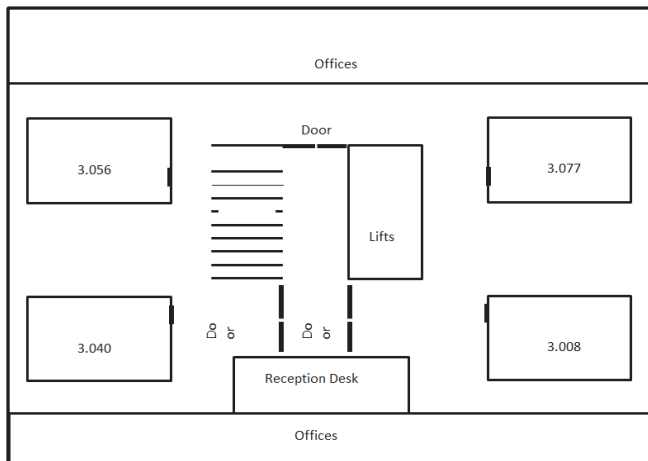 Offices
Door
3.056
3.077
Lifts
Do
or
Do
or
3.040
3.008
Reception Desk
Offices